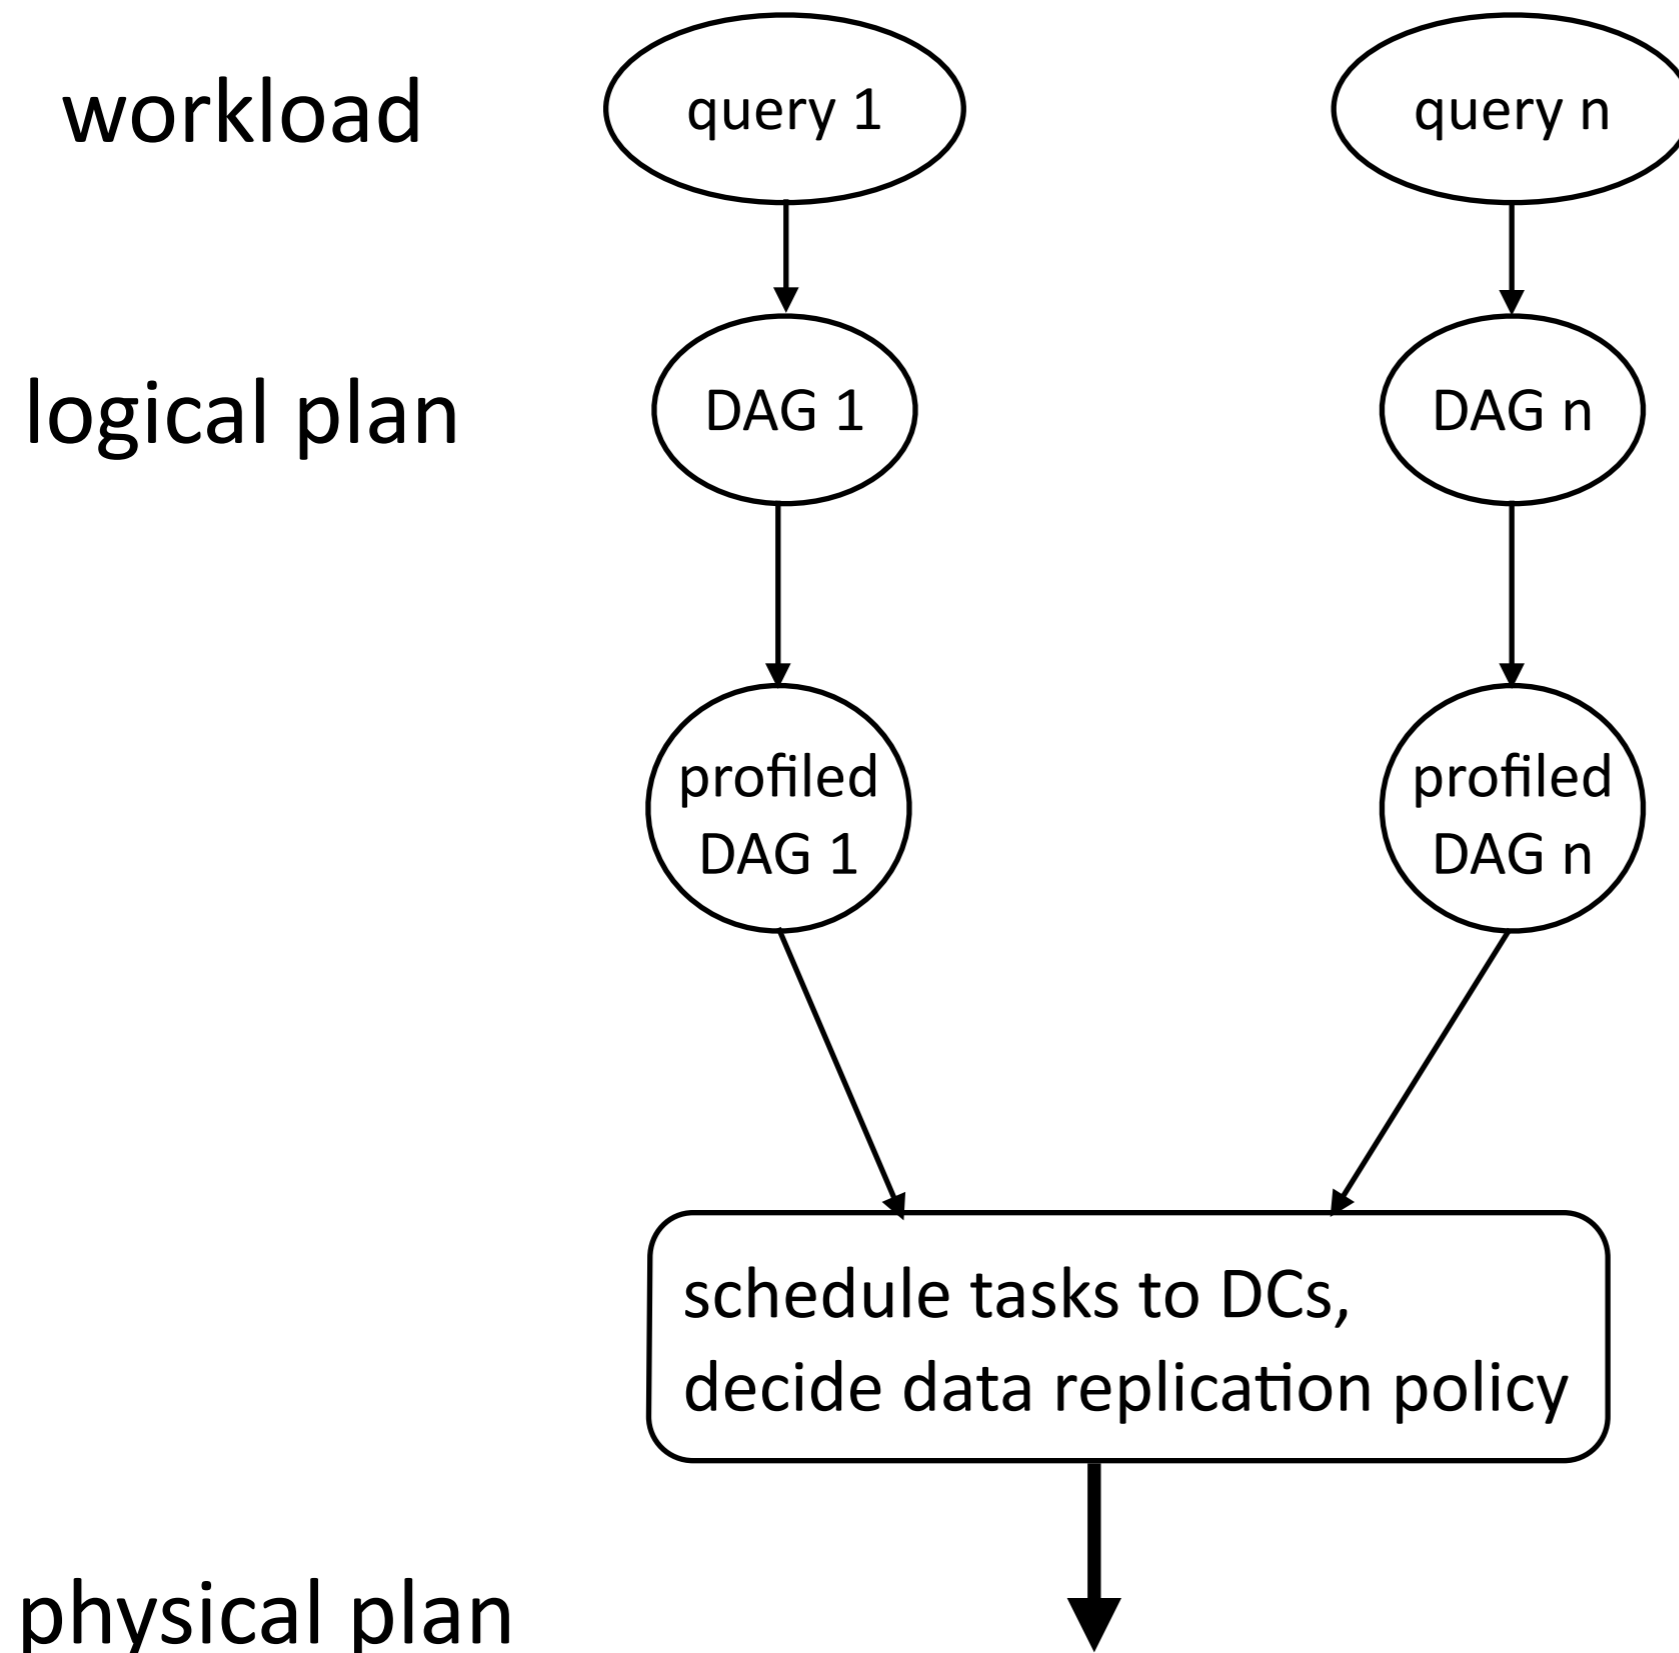 workload
query 1
query n
logical plan
DAG 1
DAG n
profiled
DAG 1
profiled
DAG n
schedule tasks to DCs,
decide data replication policy
physical plan